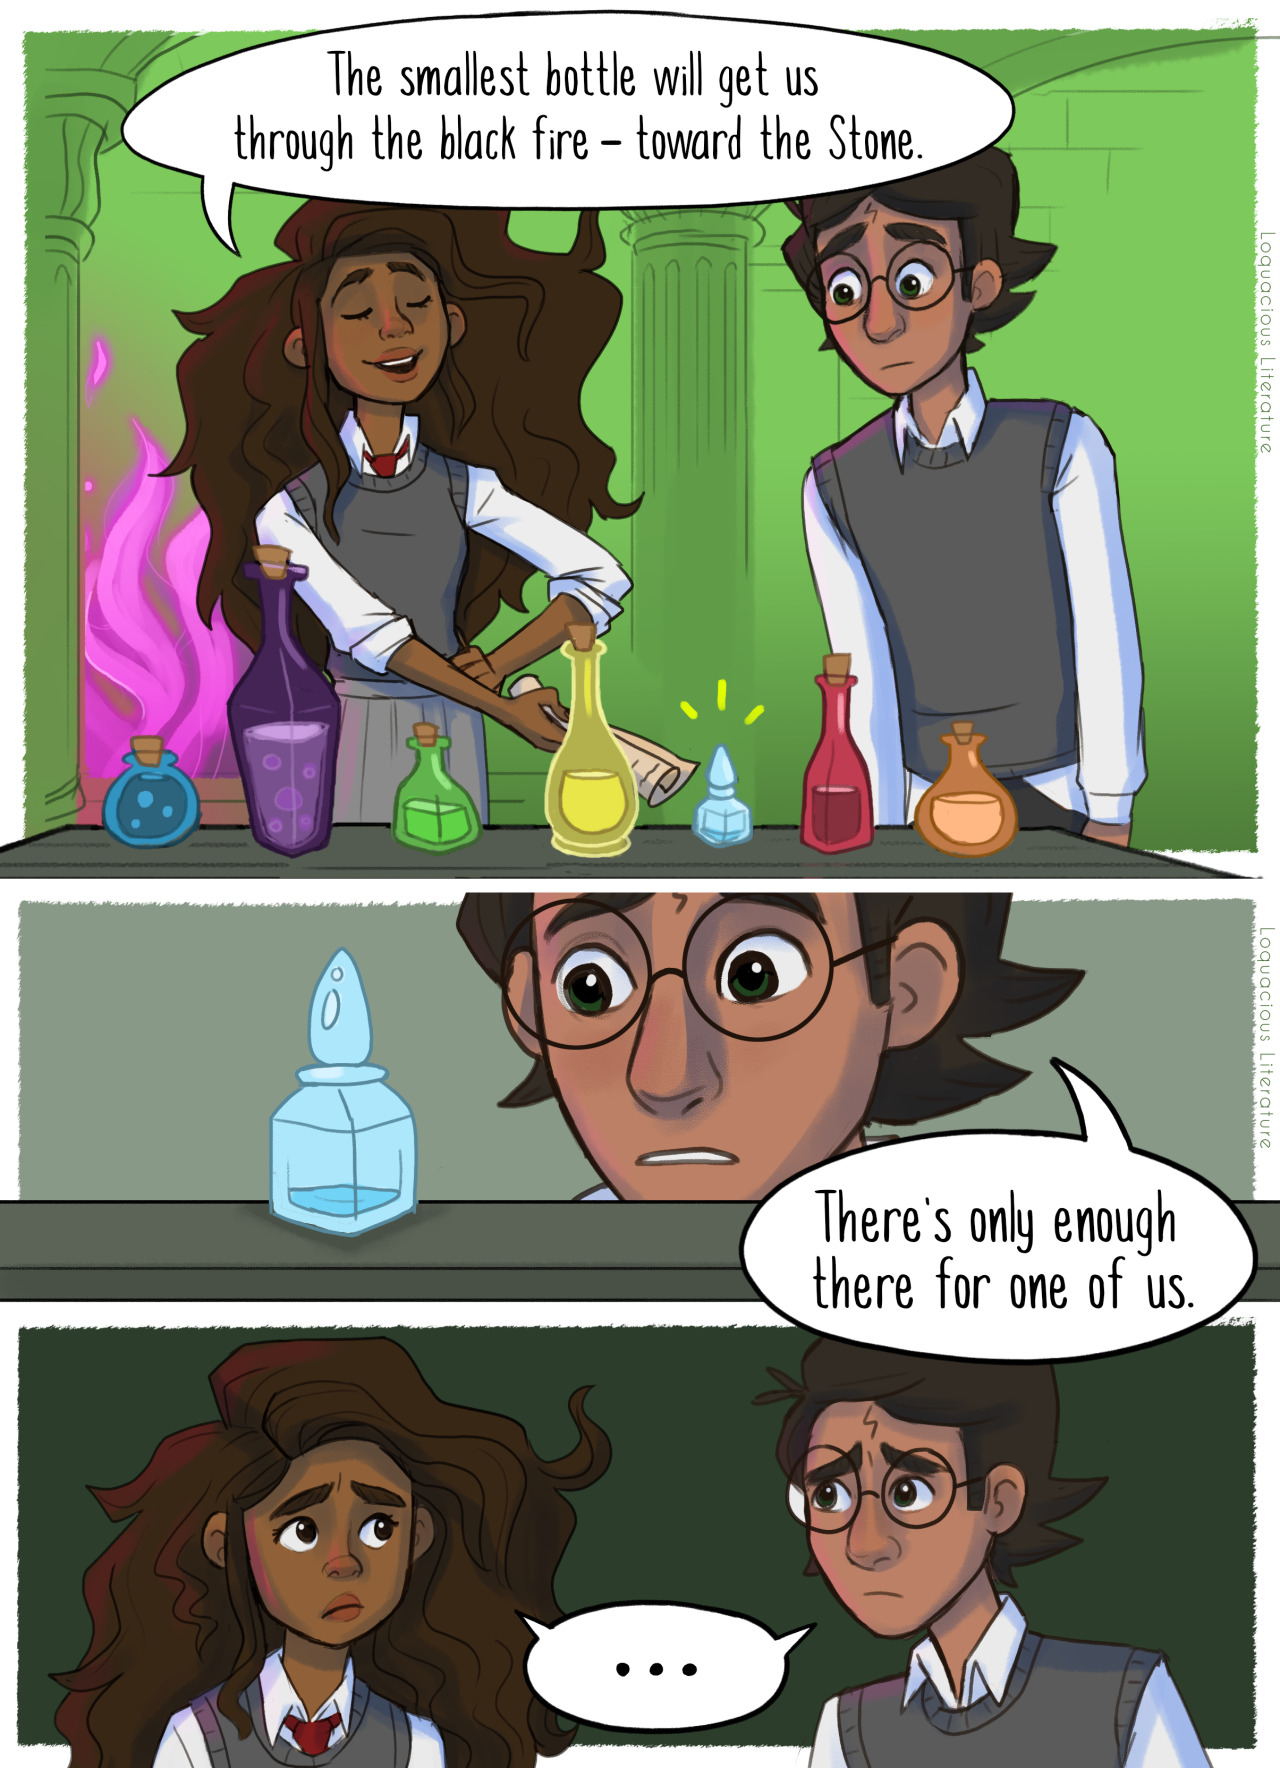 The smallest bottle will get us
through the black fire – toward the Stone.
Loquacious Literature
There's only enough
there for one of us.
Loquacious Literature
...